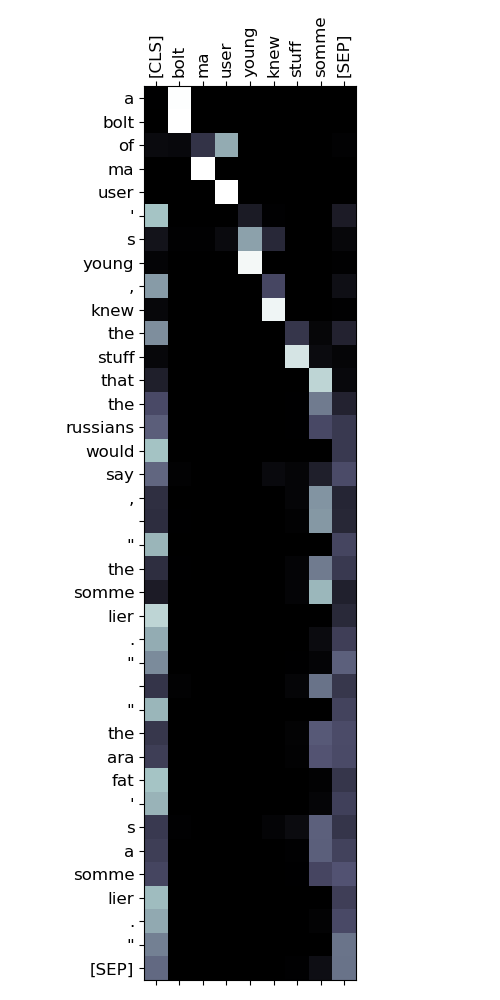 [CLS] bolt ma user young knew stuff somme [SEP]
a
bolt
of
ma
user
'
s
young
,
knew
the
stuff
that
the
russians
would
say
,
"
the
somme
lier
.
"
"
the
ara
fat
'
s
a
somme
lier
.
"
[SEP]